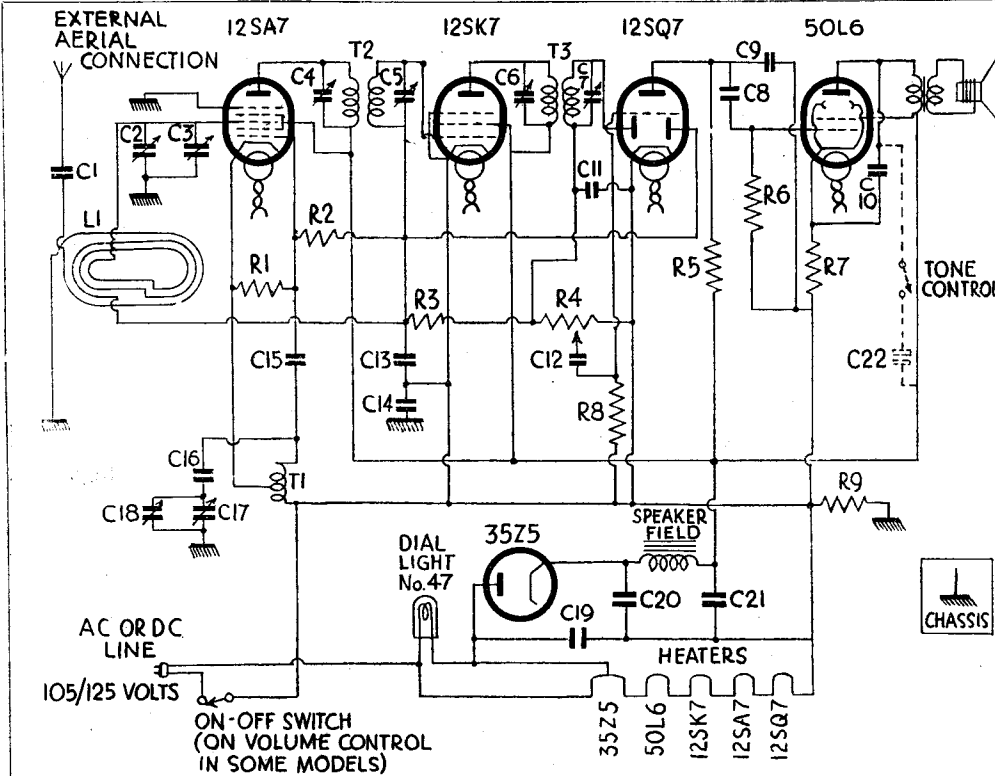 EXTERNAL
AERIAL
CONNECTION
12SA7
12SK7
12SQ7
50L6
T2
T3
C4
C5
C6
C
7
C9
C8
C2
C3
C1
C11
C
10
L1
R2
R1
R6
R5
R7
TONE
CONTROL
R3
R4
C15
C13
C12
C22
C14
R8
C16
T1
C18
C17
R9
SPEAKER
FIELD
35Z5
DIAL
LIGHT
No.47
C20
C21
C19
CHASSIS
AC OR DC
LINE
HEATERS
105/125 VOLTS
35Z5
50L6
12SK7
12SA7
12SQ7
ON-OFF SWITCH
(ON VOLUME CONTROL
IN SOME MODELS)